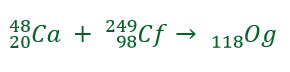 ⁴⁸₂₀Ca + ²⁴⁹₉₈Cf → ₁₁₈Og